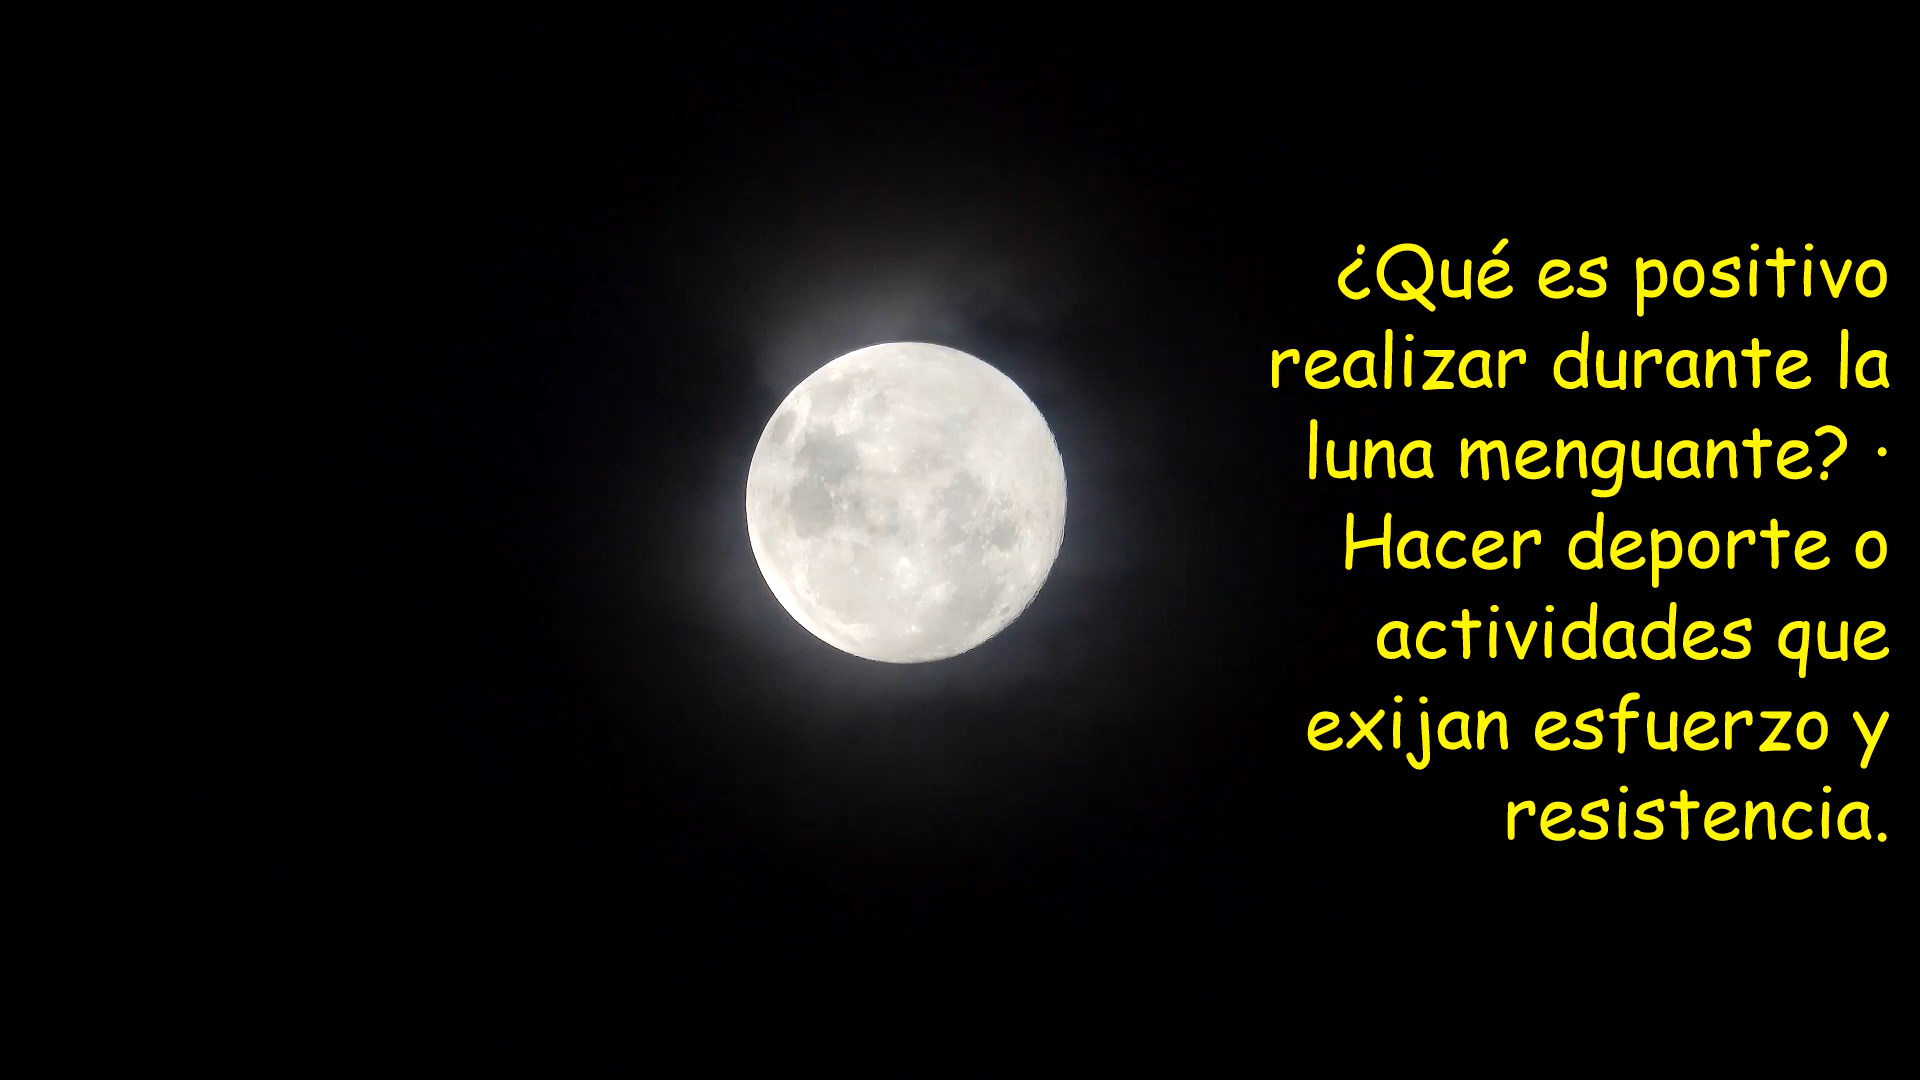 ¿Qué es positivo
realizar durante la
luna menguante? ·
Hacer deporte o
actividades que
exijan esfuerzo y
resistencia.